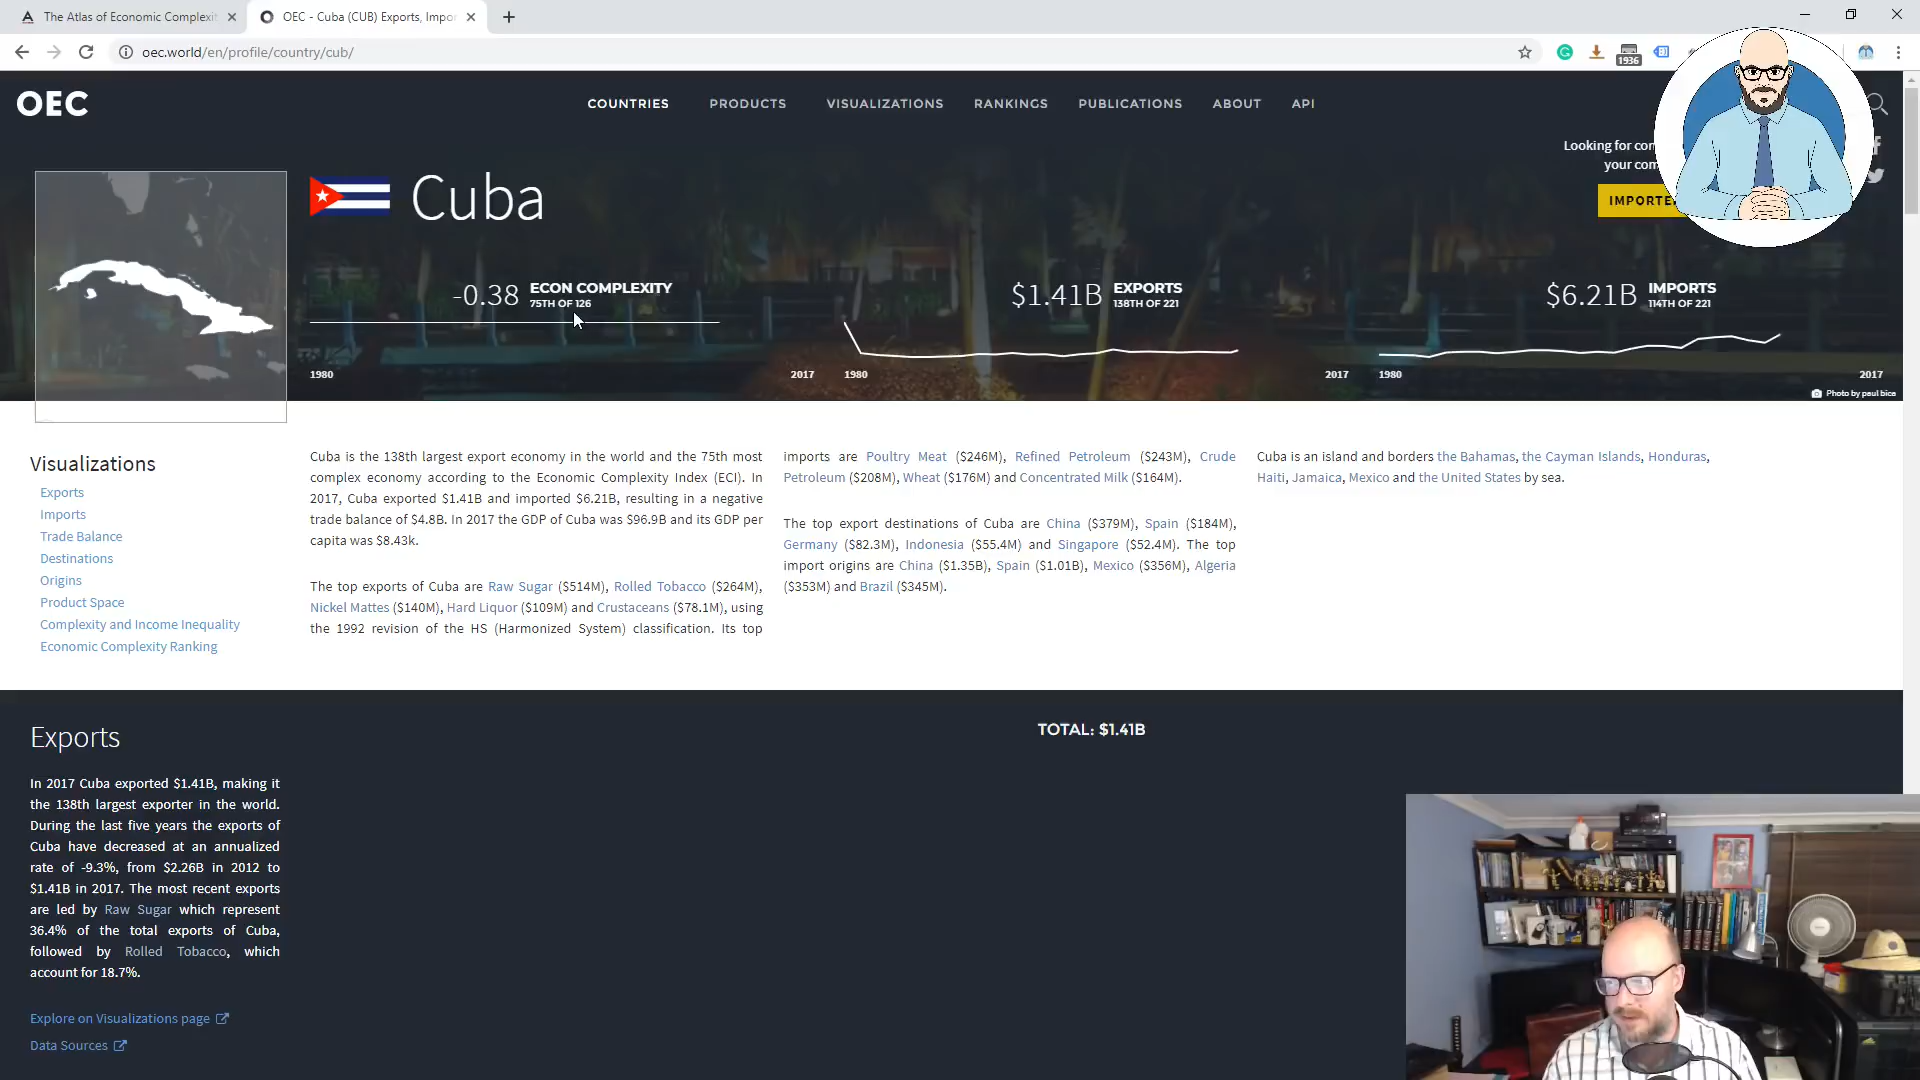 The Atlas of Economic Complexit
OEC - Cuba (CUB) Exports, Impor
oec.world/en/profile/country/cub/
1936
OEC
COUNTRIES
PRODUCTS
VISUALIZATIONS
RANKINGS
PUBLICATIONS
ABOUT
API
Looking for
your
IMPORTE
Cuba
-0.38 ECON COMPLEXITY
75TH OF 126
$1.41B EXPORTS
138TH OF 221
$6.21B IMPORTS
114TH OF 221
1980
2017
1980
2017
1980
2017
Photo by paul bica
Visualizations
Exports
Imports
Trade Balance
Destinations
Origins
Product Space
Complexity and Income Inequality
Economic Complexity Ranking
Cuba is the 138th largest export economy in the world and the 75th most
complex economy according to the Economic Complexity Index (ECI). In
2017, Cuba exported $1.41B and imported $6.21B, resulting in a negative
trade balance of $4.8B. In 2017 the GDP of Cuba was $96.9B and its GDP per
capita was $8.43k.
The top exports of Cuba are Raw Sugar ($514M), Rolled Tobacco ($264M),
Nickel Mattes ($140M), Hard Liquor ($109M) and Crustaceans ($78.1M), using
the 1992 revision of the HS (Harmonized System) classification. Its top
imports are Poultry Meat ($246M), Refined Petroleum ($243M), Crude
Petroleum ($208M), Wheat ($176M) and Concentrated Milk ($164M).
The top export destinations of Cuba are China ($379M), Spain ($184M),
Germany ($82.3M), Indonesia ($55.4M) and Singapore ($52.4M). The top
import origins are China ($1.35B), Spain ($1.01B), Mexico ($356M), Algeria
($353M) and Brazil ($345M).
Cuba is an island and borders the Bahamas, the Cayman Islands, Honduras,
Haiti, Jamaica, Mexico and the United States by sea.
Exports
TOTAL: $1.41B
In 2017 Cuba exported $1.41B, making it
the 138th largest exporter in the world.
During the last five years the exports of
Cuba have decreased at an annualized
rate of -9.3%, from $2.26B in 2012 to
$1.41B in 2017. The most recent exports
are led by Raw Sugar which represent
36.4% of the total exports of Cuba,
followed by Rolled Tobacco, which
account for 18.7%.
Explore on Visualizations page
Data Sources